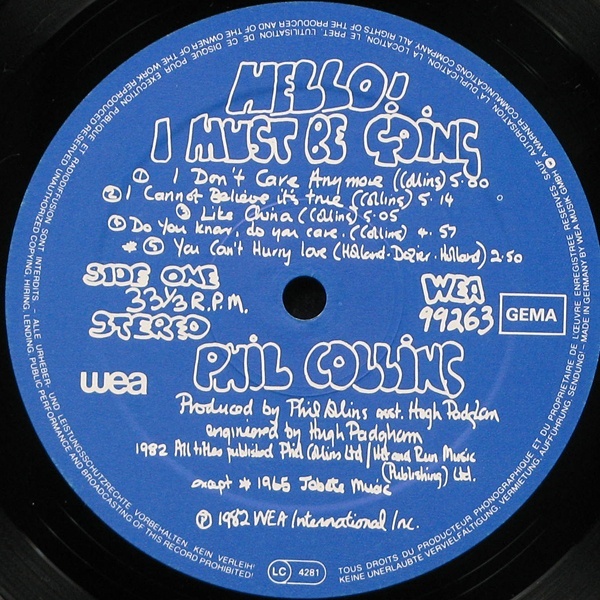 HELLO!
I MUST BE GOING
① I Don't Care Anymore (Collins) 5.00
② I Cannot Believe it's true (Collins) 5.14
③ Like China (Collins) 5.05
④ Do You know, do you care. (Collins) 4.57
* ⑤ You Can't Hurry love (Holland-Dozier-Holland) 2.50
SIDE ONE
33 1/3 R.P.M.
STEREO
WEA
99263
GEMA
wea
PHIL COLLINS
Produced by Phil Collins asst. Hugh Padgham
engineered by Hugh Padgham
1982 All titles published Phil Collins Ltd/Hit and Run Music
(Publishing) Ltd.
except * 1965 Jobete Music
Ⓟ 1982 WEA International Inc.
LC 4281
TOUS DROITS DU PRODUCTEUR PHONOGRAPHIQUE ET DU PROPRIETAIRE DE L'ŒUVRE ENREGISTREE RESERVES. SAUF AUTORISATION, LA DUPLICATION, LA LOCATION, LE PRET, L'UTILISATION DE CE DISQUE POUR EXECUTION PUBLIQUE ET RADIODIFFUSION SONT INTERDITS. - ALLE URHEBER- UND LEISTUNGSSCHUTZRECHTE VORBEHALTEN. KEIN VERLEIH!
KEINE UNERLAUBTE VERVIELFALTIGUNG, VERMIETUNG, AUFFÜHRUNG, SENDUNG! - MADE IN GERMANY BY WEA MUSIK GMBH A WARNER COMMUNICATIONS COMPANY ALL RIGHTS OF THE PRODUCER AND OF THE OWNER OF THE WORK REPRODUCED RESERVED. UNAUTHORIZED COPYING, HIRING, LENDING, PUBLIC PERFORMANCE AND BROADCASTING OF THIS RECORD PROHIBITED!